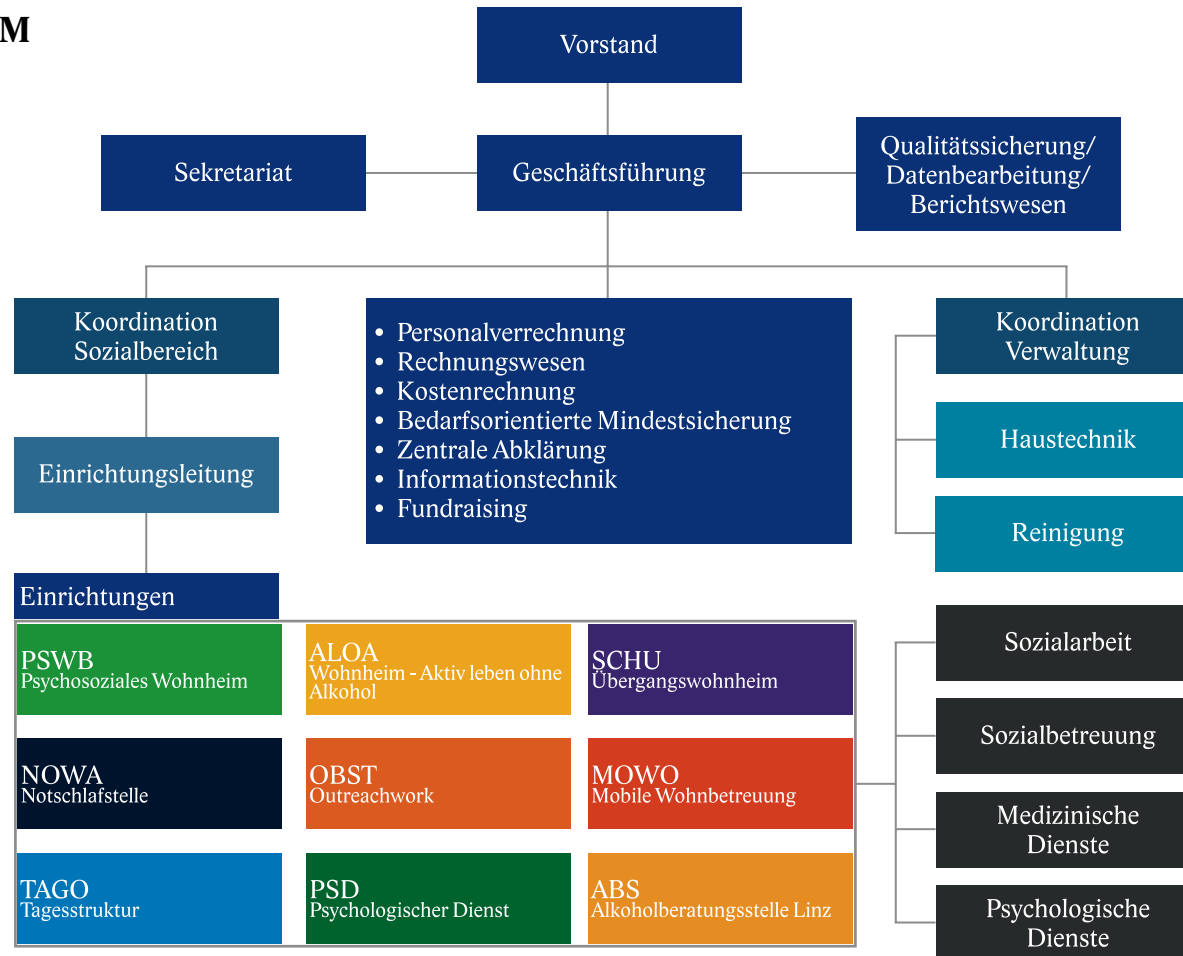 M
Vorstand
Sekretariat
Geschäftsführung
Qualitätssicherung/
Datenbearbeitung/
Berichtswesen
Koordination
Sozialbereich
• Personalverrechnung
• Rechnungswesen
• Kostenrechnung
• Bedarfsorientierte Mindestsicherung
• Zentrale Abklärung
• Informationstechnik
• Fundraising
Koordination
Verwaltung
Haustechnik
Reinigung
Einrichtungsleitung
Einrichtungen
PSWB
Psychosoziales Wohnheim
ALOA
Wohnheim - Aktiv leben ohne
Alkohol
SCHU
Übergangswohnheim
NOWA
Notschlafstelle
OBST
Outreachwork
MOWO
Mobile Wohnbetreuung
TAGO
Tagesstruktur
PSD
Psychologischer Dienst
ABS
Alkoholberatungsstelle Linz
Sozialarbeit
Sozialbetreuung
Medizinische
Dienste
Psychologische
Dienste